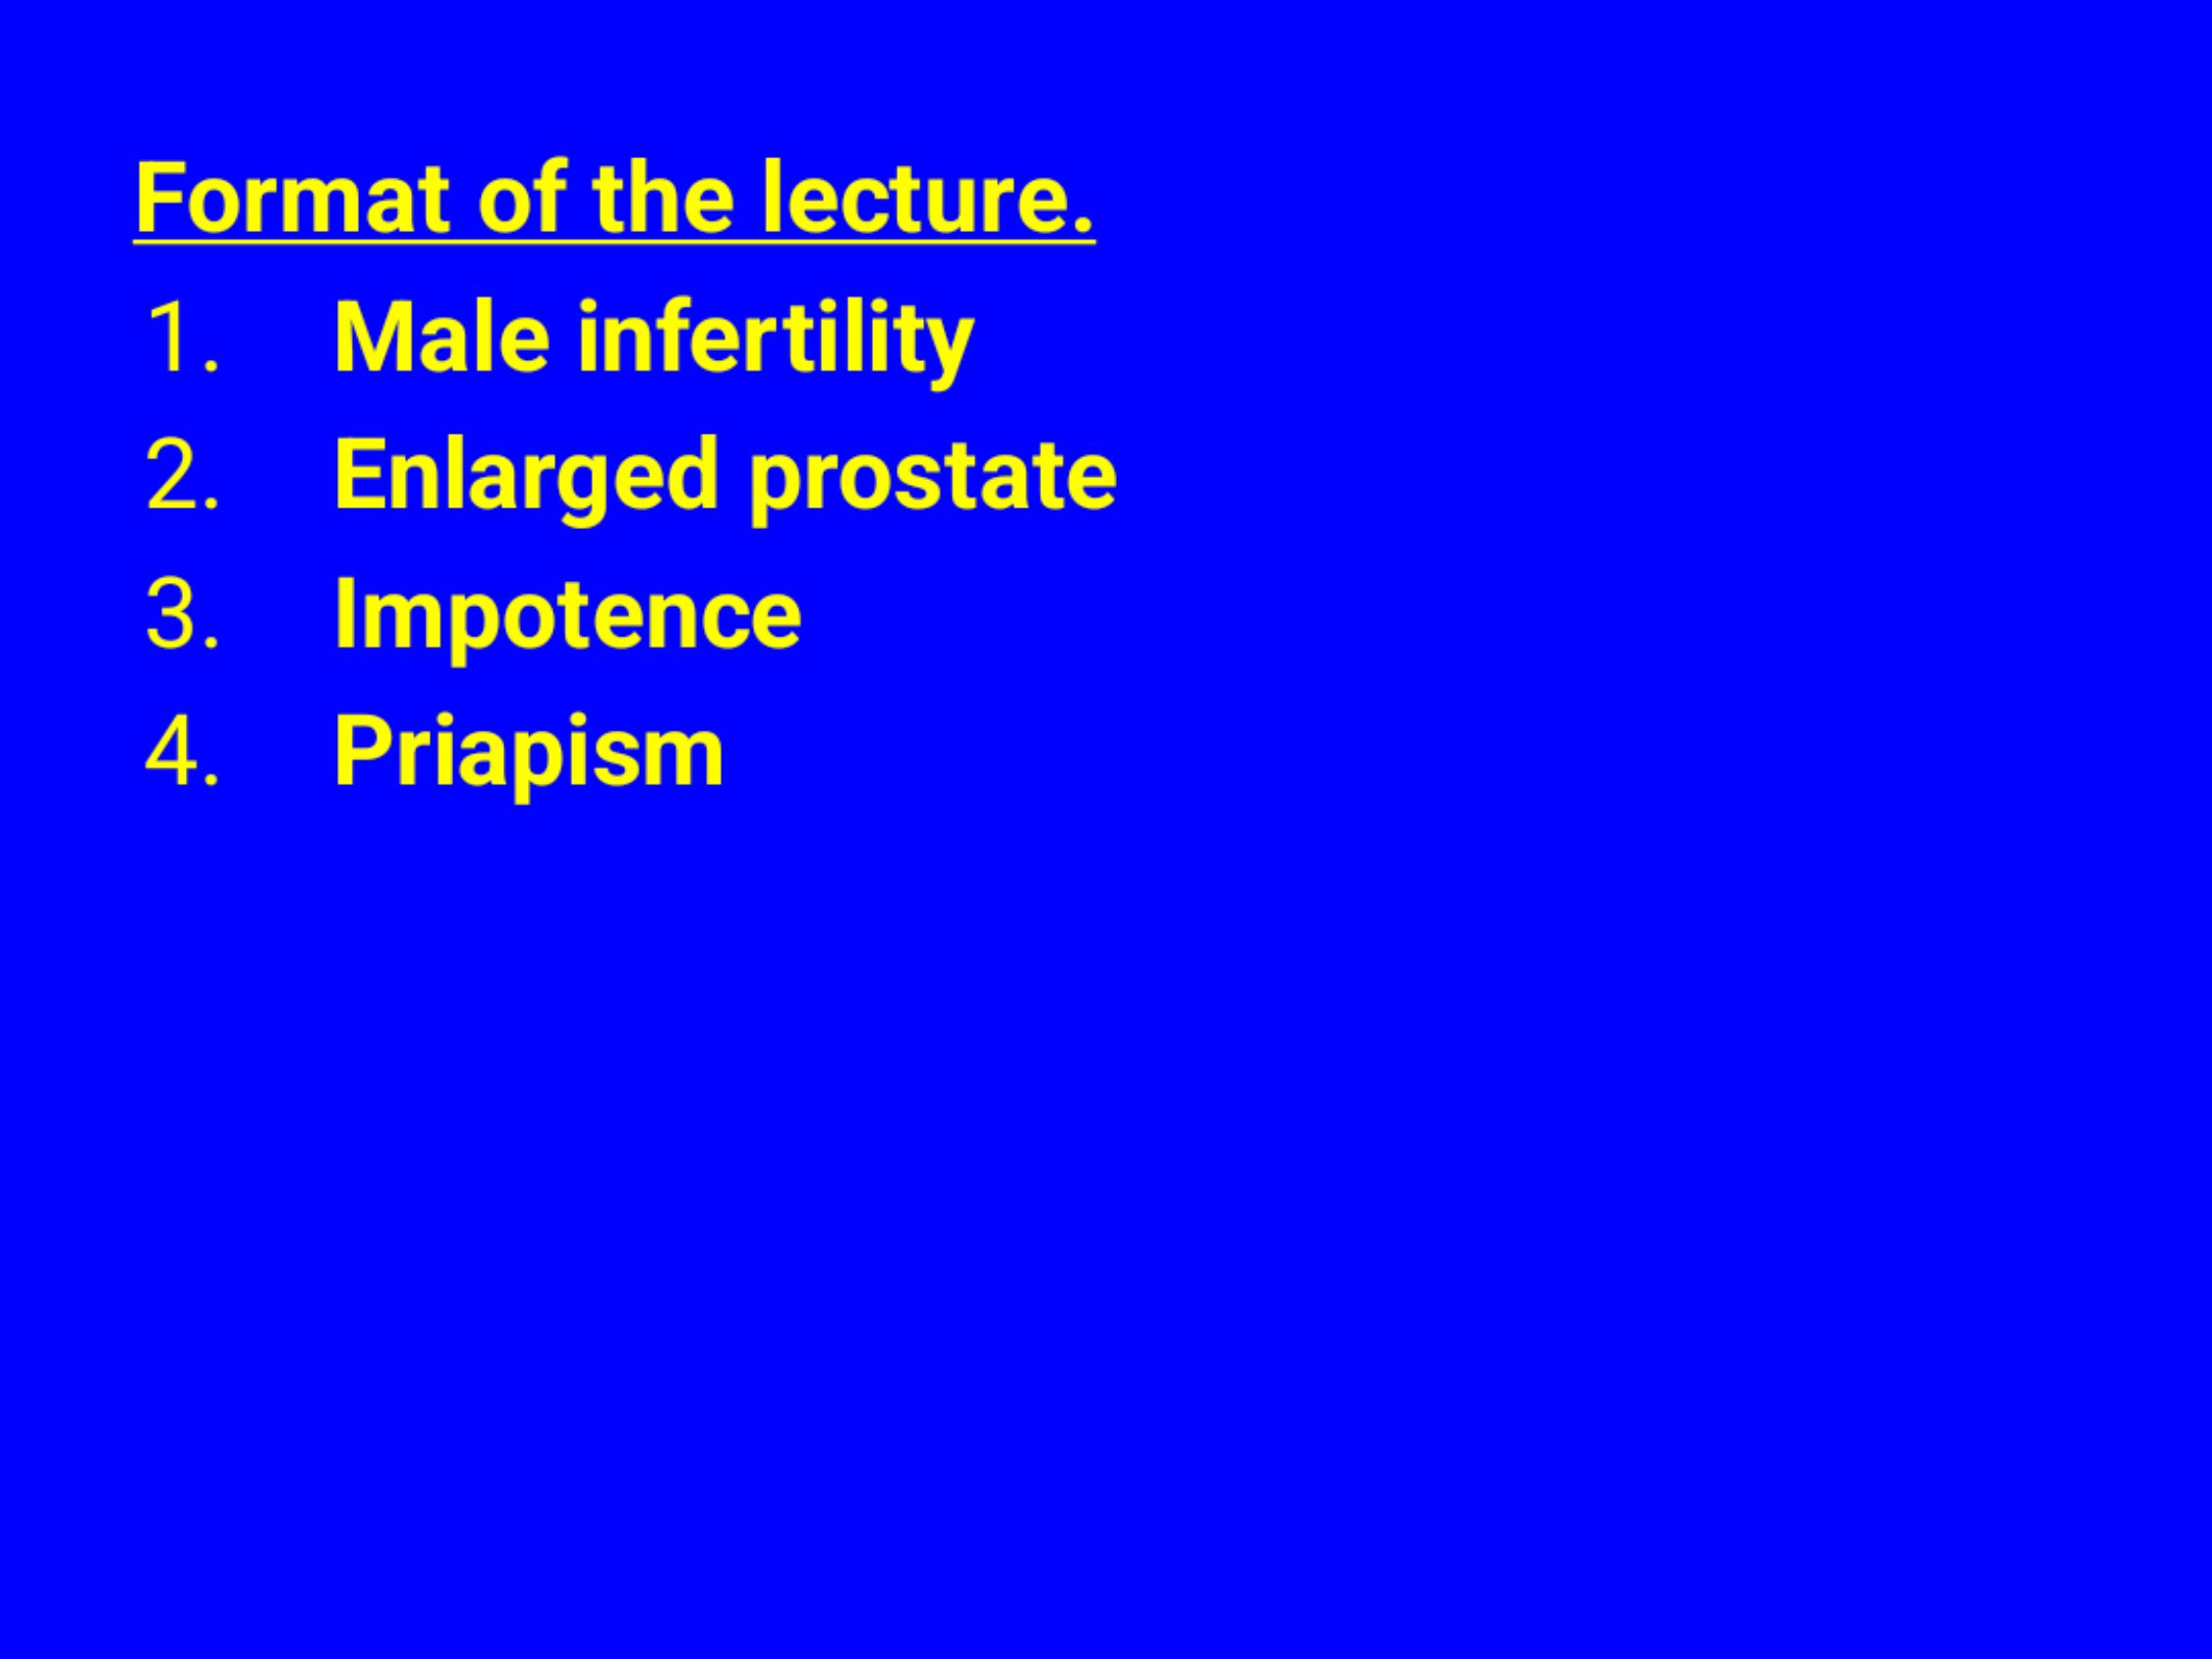 Format of the lecture.
1. Male infertility
2. Enlarged prostate
3. Impotence
4. Priapism